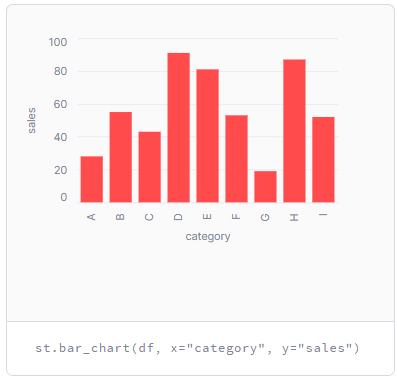 100
80
60
40
20
0
sales
A B C D E F G H I
category
st.bar_chart(df, x="category", y="sales")